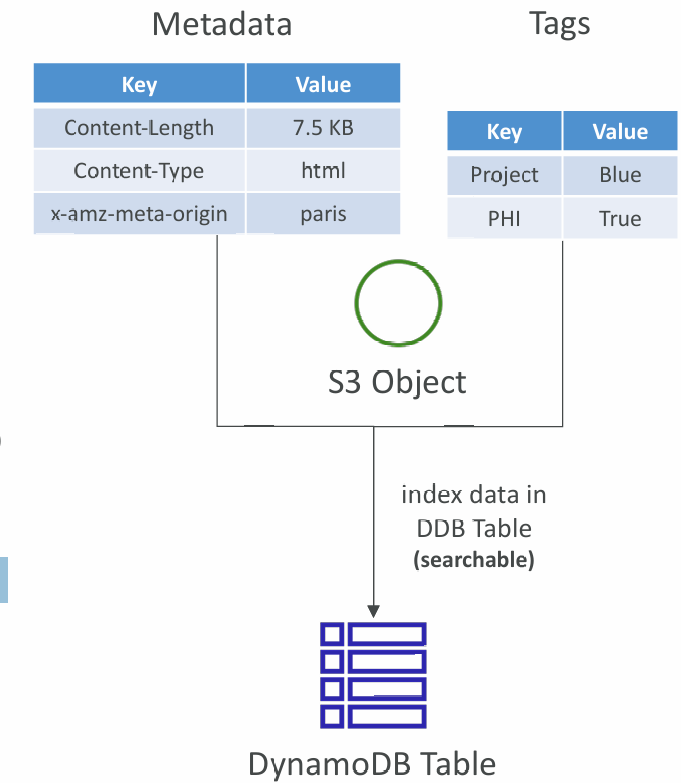 Metadata
Tags
Key Value
Content-Length 7.5 KB
Content-Type html
x-amz-meta-origin paris
Key Value
Project Blue
PHI True
S3 Object
index data in
DDB Table
(searchable)
DynamoDB Table